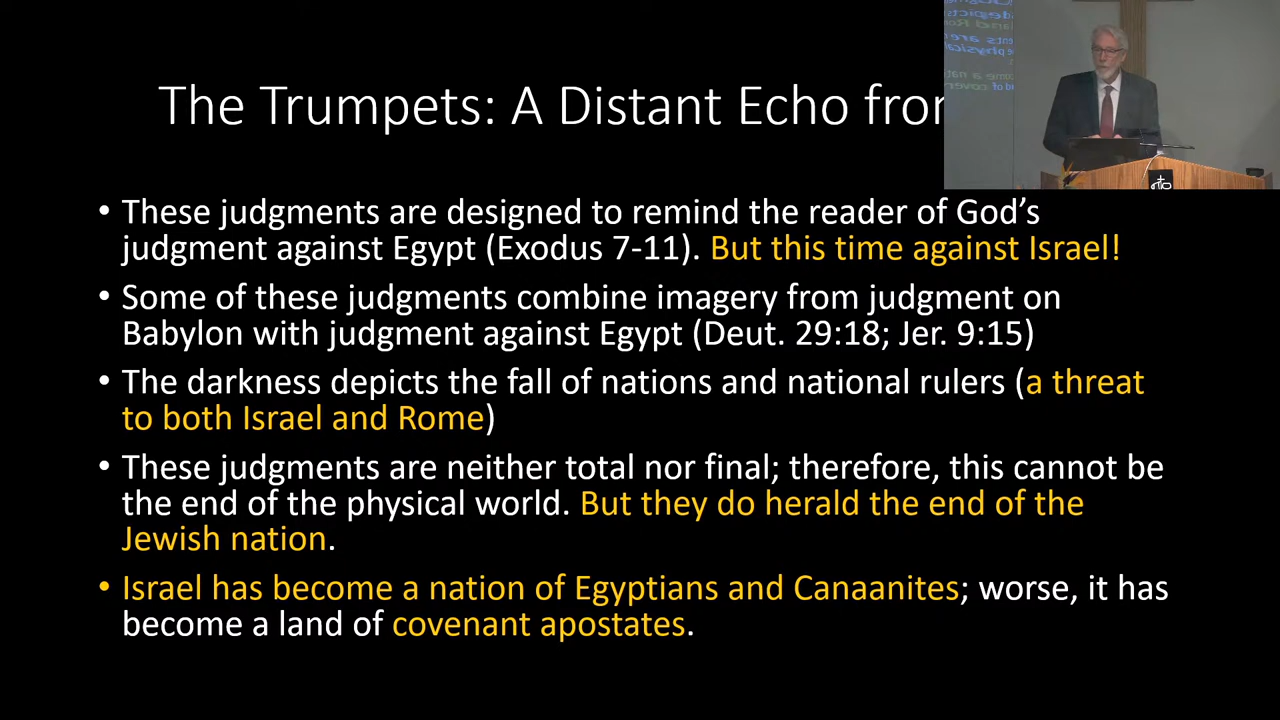 The Trumpets: A Distant Echo from
• These judgments are designed to remind the reader of God’s
judgment against Egypt (Exodus 7-11). But this time against Israel!
• Some of these judgments combine imagery from judgment on
Babylon with judgment against Egypt (Deut. 29:18; Jer. 9:15)
• The darkness depicts the fall of nations and national rulers (a threat
to both Israel and Rome)
• These judgments are neither total nor final; therefore, this cannot be
the end of the physical world. But they do herald the end of the
Jewish nation.
• Israel has become a nation of Egyptians and Canaanites; worse, it has
become a land of covenant apostates.